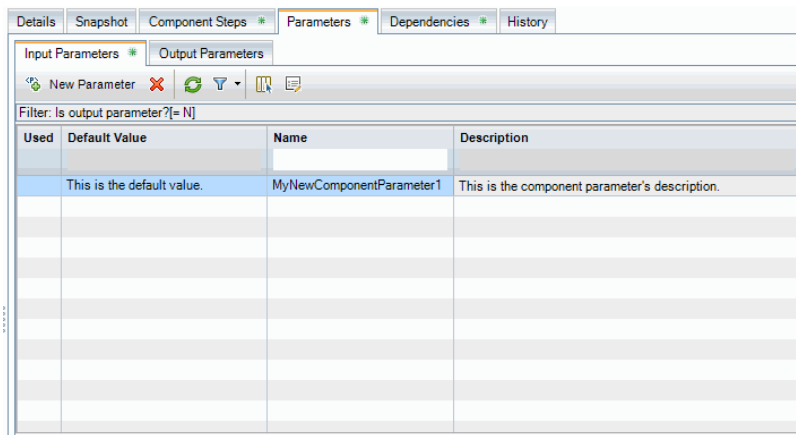 Details Snapshot Component Steps * Parameters * Dependencies * History
Input Parameters * Output Parameters
New Parameter
Filter: Is output parameter?[= N]
Used Default Value Name Description
This is the default value. MyNewComponentParameter1 This is the component parameter's description.